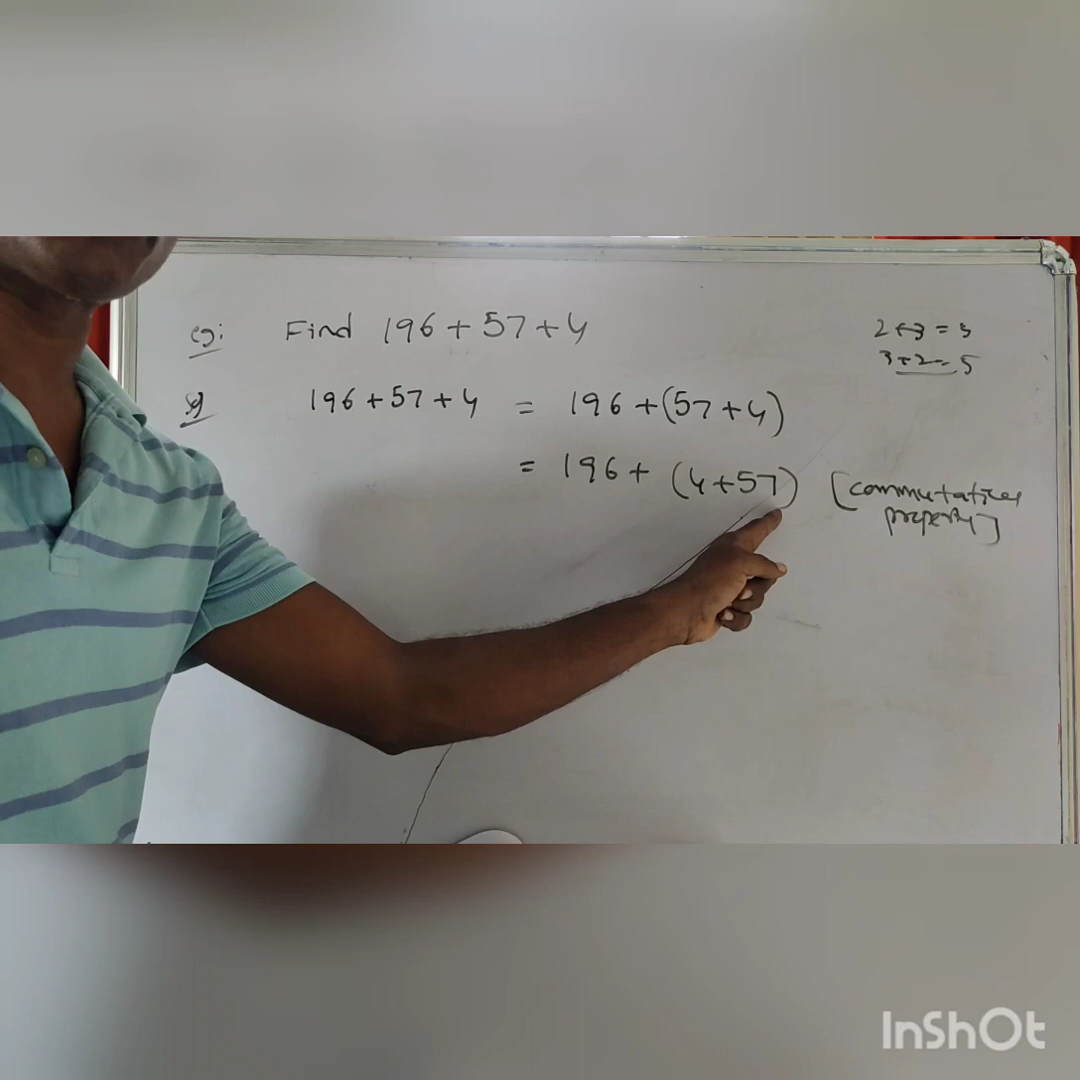 eg: Find 196 + 57 + 4
2 + 3 = 5
3 + 2 = 5
196 + 57 + 4 = 196 + (57 + 4)
= 196 + (4 + 57) [commutative
property]
InShOt